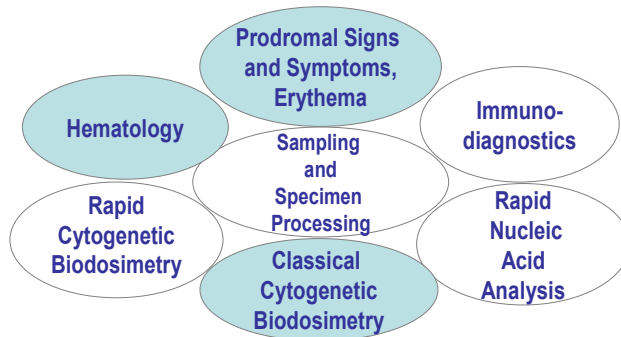 Prodromal Signs
and Symptoms,
Erythema
Hematology
Immuno-
diagnostics
Sampling
and
Specimen
Processing
Rapid
Cytogenetic
Biodosimetry
Rapid
Nucleic
Acid
Analysis
Classical
Cytogenetic
Biodosimetry